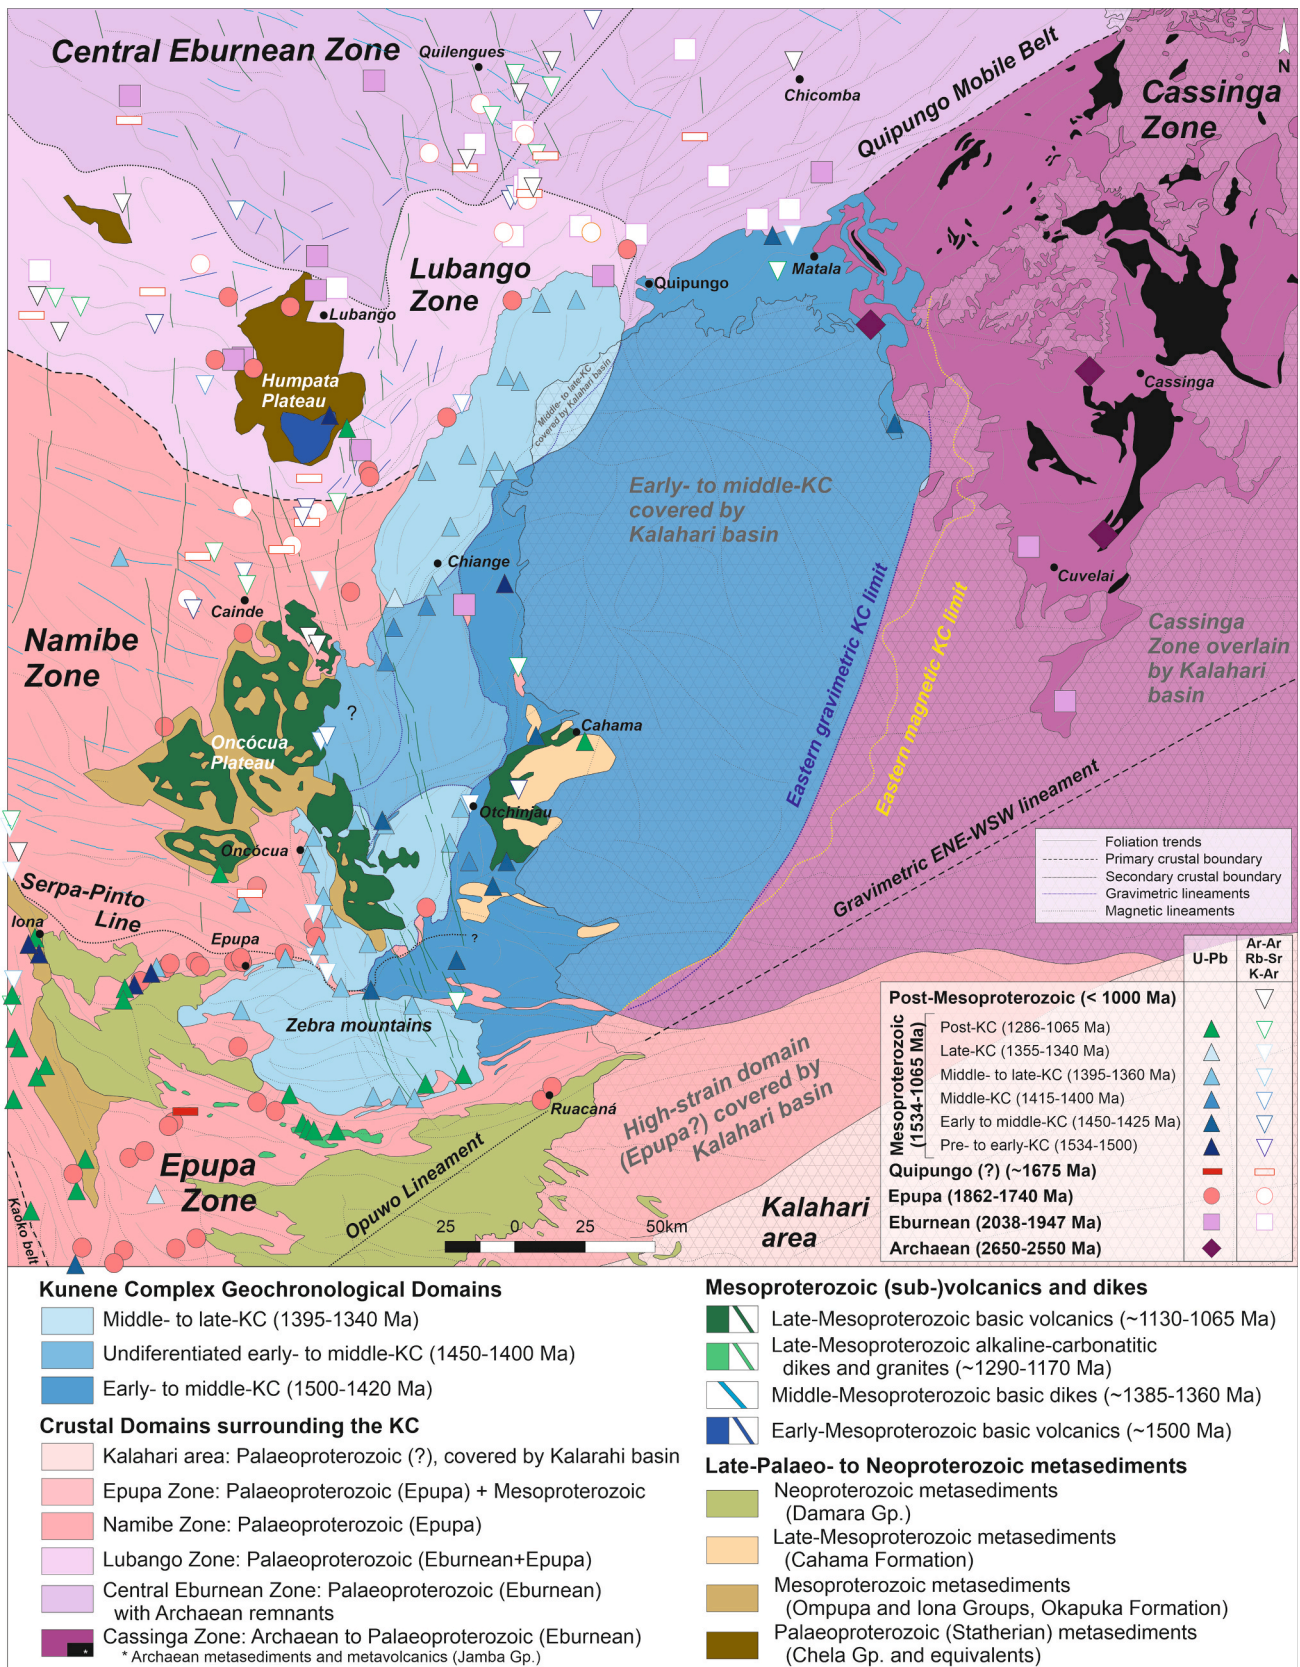 Central Eburnean Zone
Quilengues
Chicomba
Quipungo Mobile Belt
Cassinga
Zone
N
Lubango
Zone
Quipungo
Matala
Lubango
Humpata
Plateau
Middle- to late-KC
covered by Kalahari basin
Cassinga
Early- to middle-KC
covered by
Kalahari basin
Chiange
Cuvelai
Cainde
Namibe
Zone
Cassinga
Zone overlain
by Kalahari
basin
Eastern gravimetric KC limit
Eastern magnetic KC limit
?
Cahama
Oncócua
Plateau
Otchinjau
Gravimetric ENE-WSW lineament
Oncócua
Serpa-Pinto
Line
Iona
Epupa
?
Zebra mountains
Ruacaná
High-strain domain
(Epupa?) covered by
Kalahari basin
Epupa
Zone
Opuwo Lineament
Kaoko belt
Kalahari
area
25 0 25 50km
Foliation trends
Primary crustal boundary
Secondary crustal boundary
Gravimetric lineaments
Magnetic lineaments
U-Pb
Ar-Ar
Rb-Sr
K-Ar
Post-Mesoproterozoic (< 1000 Ma)
Mesoproterozoic
(1534-1065 Ma)
Post-KC (1286-1065 Ma)
Late-KC (1355-1340 Ma)
Middle- to late-KC (1395-1360 Ma)
Middle-KC (1415-1400 Ma)
Early to middle-KC (1450-1425 Ma)
Pre- to early-KC (1534-1500)
Quipungo (?) (~1675 Ma)
Epupa (1862-1740 Ma)
Eburnean (2038-1947 Ma)
Archaean (2650-2550 Ma)
Kunene Complex Geochronological Domains
Middle- to late-KC (1395-1340 Ma)
Undiferentiated early- to middle-KC (1450-1400 Ma)
Early- to middle-KC (1500-1420 Ma)
Crustal Domains surrounding the KC
Kalahari area: Palaeoproterozoic (?), covered by Kalarahi basin
Epupa Zone: Palaeoproterozoic (Epupa) + Mesoproterozoic
Namibe Zone: Palaeoproterozoic (Epupa)
Lubango Zone: Palaeoproterozoic (Eburnean+Epupa)
Central Eburnean Zone: Palaeoproterozoic (Eburnean)
with Archaean remnants
Cassinga Zone: Archaean to Palaeoproterozoic (Eburnean)
* Archaean metasediments and metavolcanics (Jamba Gp.)
*
Mesoproterozoic (sub-)volcanics and dikes
Late-Mesoproterozoic basic volcanics (~1130-1065 Ma)
Late-Mesoproterozoic alkaline-carbonatitic
dikes and granites (~1290-1170 Ma)
Middle-Mesoproterozoic basic dikes (~1385-1360 Ma)
Early-Mesoproterozoic basic volcanics (~1500 Ma)
Late-Palaeo- to Neoproterozoic metasediments
Neoproterozoic metasediments
(Damara Gp.)
Late-Mesoproterozoic metasediments
(Cahama Formation)
Mesoproterozoic metasediments
(Ompupa and Iona Groups, Okapuka Formation)
Palaeoproterozoic (Statherian) metasediments
(Chela Gp. and equivalents)